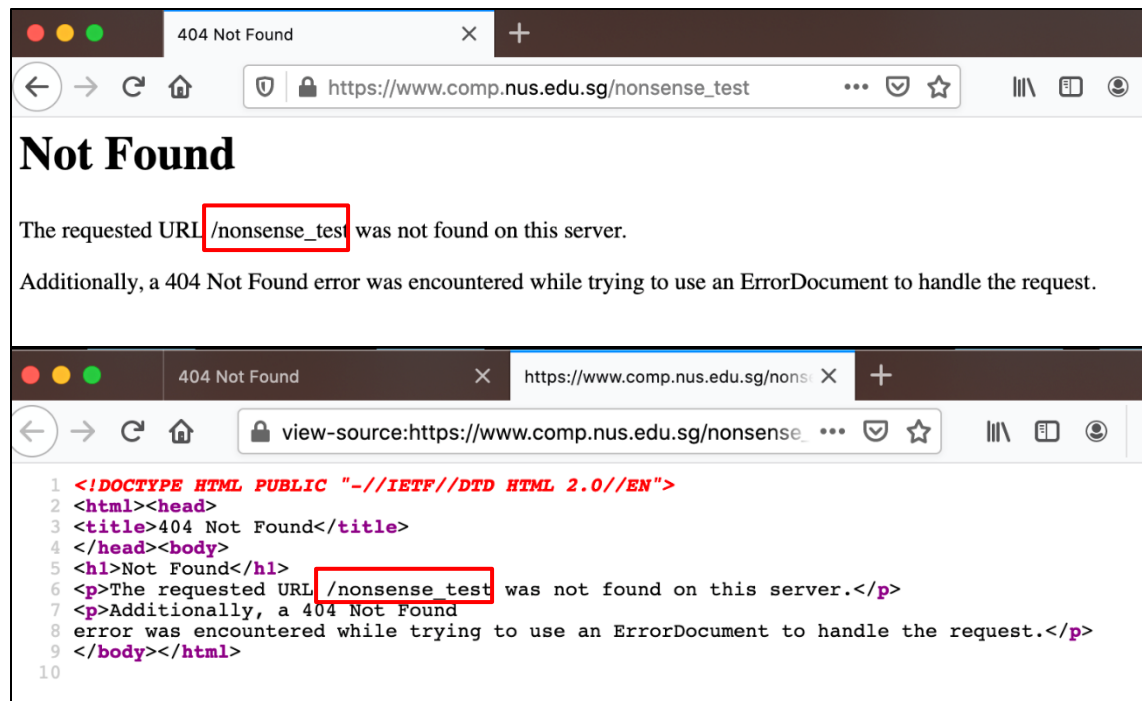 404 Not Found
https://www.comp.nus.edu.sg/nonsense_test
Not Found
The requested URL /nonsense_test was not found on this server.
Additionally, a 404 Not Found error was encountered while trying to use an ErrorDocument to handle the request.
404 Not Found https://www.comp.nus.edu.sg/nons
view-source:https://www.comp.nus.edu.sg/nonsense_
1 <!DOCTYPE HTML PUBLIC "-//IETF//DTD HTML 2.0//EN">
2 <html><head>
3 <title>404 Not Found</title>
4 </head><body>
5 <h1>Not Found</h1>
6 <p>The requested URL /nonsense_test was not found on this server.</p>
7 <p>Additionally, a 404 Not Found
8 error was encountered while trying to use an ErrorDocument to handle the request.</p>
9 </body></html>
10